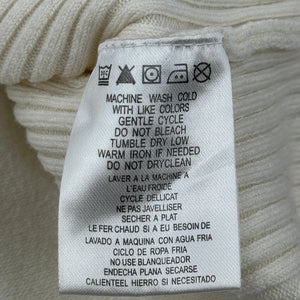 MACHINE WASH COLD
WITH LIKE COLORS
GENTLE CYCLE
DO NOT BLEACH
TUMBLE DRY LOW
WARM IRON IF NEEDED
DO NOT DRYCLEAN
LAVER A LA MACHINE A
L'EAU FROIDE
CYCLE DELICAT
NE PAS JAVELLISER
SECHER A PLAT
LE FER CHAUD SI A EU BESOIN DE
LAVADO A MAQUINA CON AGUA FRIA
CICLO DE ROPA FRIA
NO USE BLANQUEADOR
ENDECHA PLANA SECARSE
CALIENTEEL HIERRO SI NECESITADO